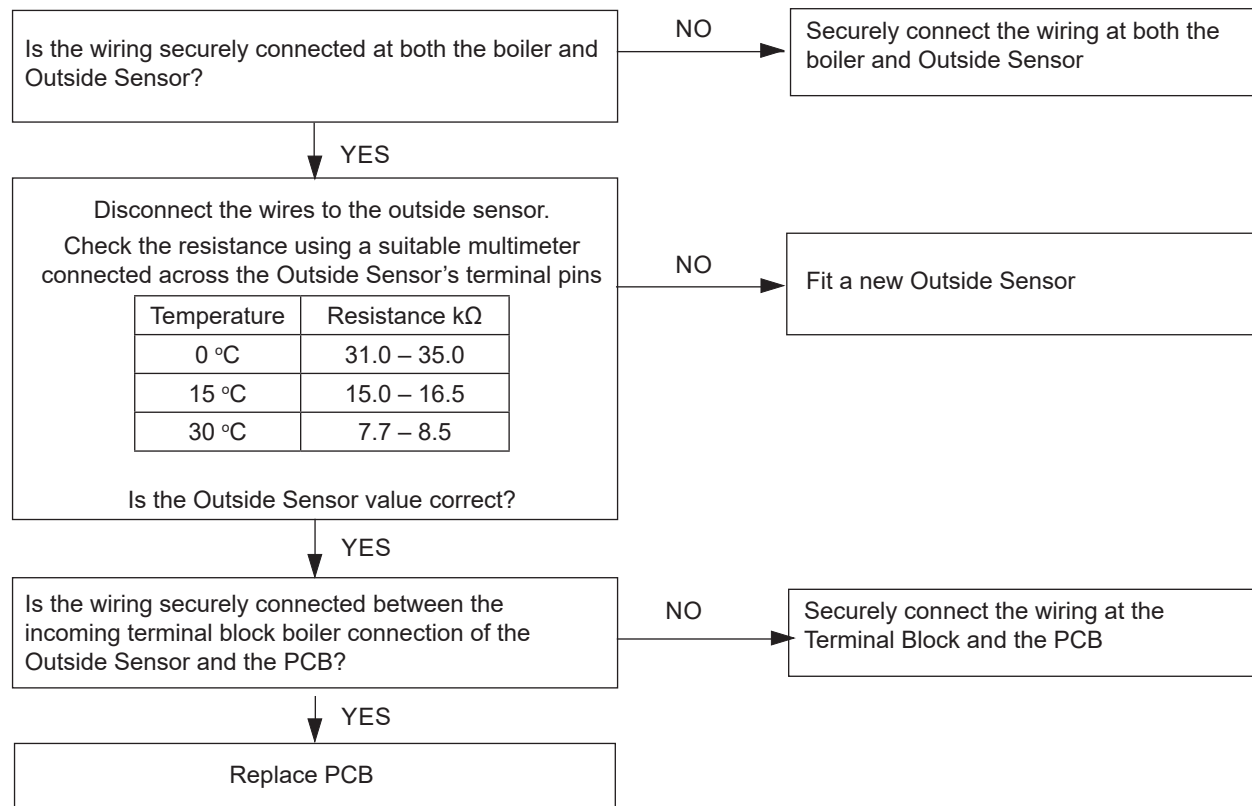 Is the wiring securely connected at both the boiler and
Outside Sensor?
NO
Securely connect the wiring at both the
boiler and Outside Sensor
YES
Disconnect the wires to the outside sensor.
Check the resistance using a suitable multimeter
connected across the Outside Sensor’s terminal pins
NO
Fit a new Outside Sensor
Temperature Resistance kΩ
0 °C 31.0 – 35.0
15 °C 15.0 – 16.5
30 °C 7.7 – 8.5
Is the Outside Sensor value correct?
YES
Is the wiring securely connected between the
incoming terminal block boiler connection of the
Outside Sensor and the PCB?
NO
Securely connect the wiring at the
Terminal Block and the PCB
YES
Replace PCB